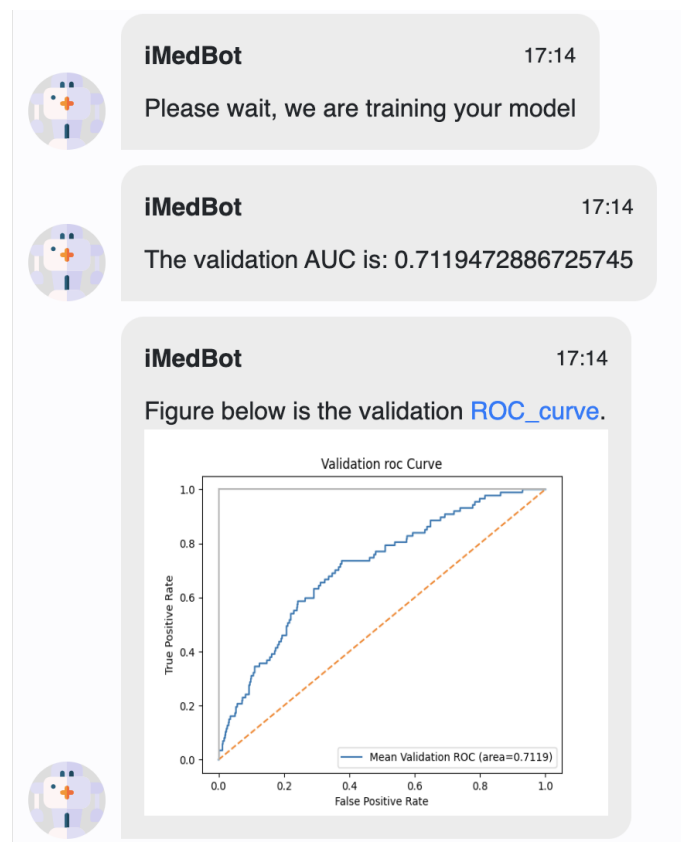 iMedBot 17:14
Please wait, we are training your model
iMedBot 17:14
The validation AUC is: 0.7119472886725745
iMedBot 17:14
Figure below is the validation ROC_curve.
Validation roc Curve
1.0
0.8
0.6
0.4
0.2
0.0
True Positive Rate
Mean Validation ROC (area=0.7119)
0.0 0.2 0.4 0.6 0.8 1.0
False Positive Rate